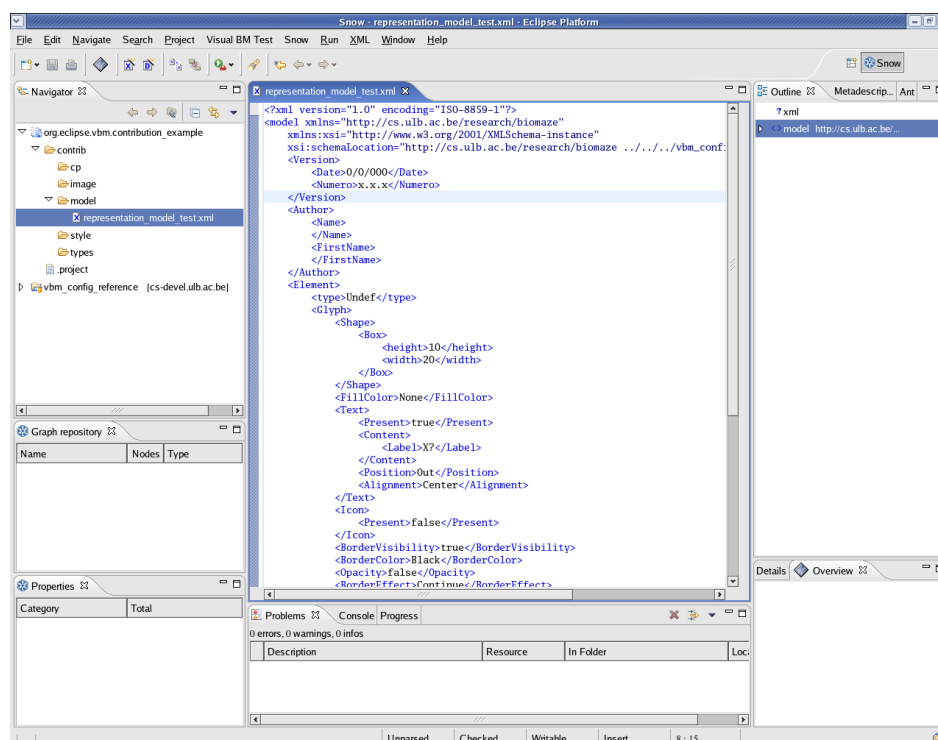 Snow - representation_model_test.xml - Eclipse Platform
File Edit Navigate Search Project Visual BM Test Snow Run XML Window Help
Snow
Navigator
org.eclipse.vbm.contribution_example
contrib
cp
image
model
representation_model_test.xml
style
types
.project
vbm_config_reference [cs-devel.ulb.ac.be]
Graph repository
Name Nodes Type
Properties
Category Total
representation_model_test.xml
<?xml version="1.0" encoding="ISO-8859-1"?>
<model xmlns="http://cs.ulb.ac.be/research/biomaze"
xmlns:xsi="http://www.w3.org/2001/XMLSchema-instance"
xsi:schemaLocation="http://cs.ulb.ac.be/research/biomaze ../../../vbm_conf
<Version>
<Date>0/0/000</Date>
<Numero>x.x.x</Numero>
</Version>
<Author>
<Name>
</Name>
<FirstName>
</FirstName>
</Author>
<Element>
<type>Undef</type>
<Glyph>
<Shape>
<Box>
<height>10</height>
<width>20</width>
</Box>
</Shape>
<FillColor>None</FillColor>
<Text>
<Present>true</Present>
<Content>
<Label>X?</Label>
</Content>
<Position>Out</Position>
<Alignment>Center</Alignment>
</Text>
<Icon>
<Present>false</Present>
</Icon>
<BorderVisibility>true</BorderVisibility>
<BorderColor>Black</BorderColor>
<Opacity>false</Opacity>
<BorderEffect>Continue</BorderEffect>
Problems Console Progress
0 errors, 0 warnings, 0 infos
Description Resource In Folder Loc
Outline Metadescrip... Ant
?xml
model http://cs.ulb.ac.be/...
Details Overview
Unparsed Checked Writable Insert 8 : 15